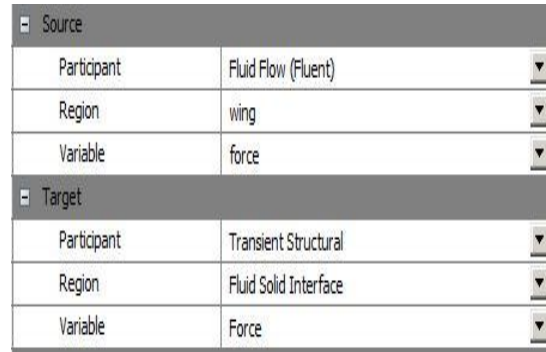 Source
Participant Fluid Flow (Fluent)
Region wing
Variable force
Target
Participant Transient Structural
Region Fluid Solid Interface
Variable Force